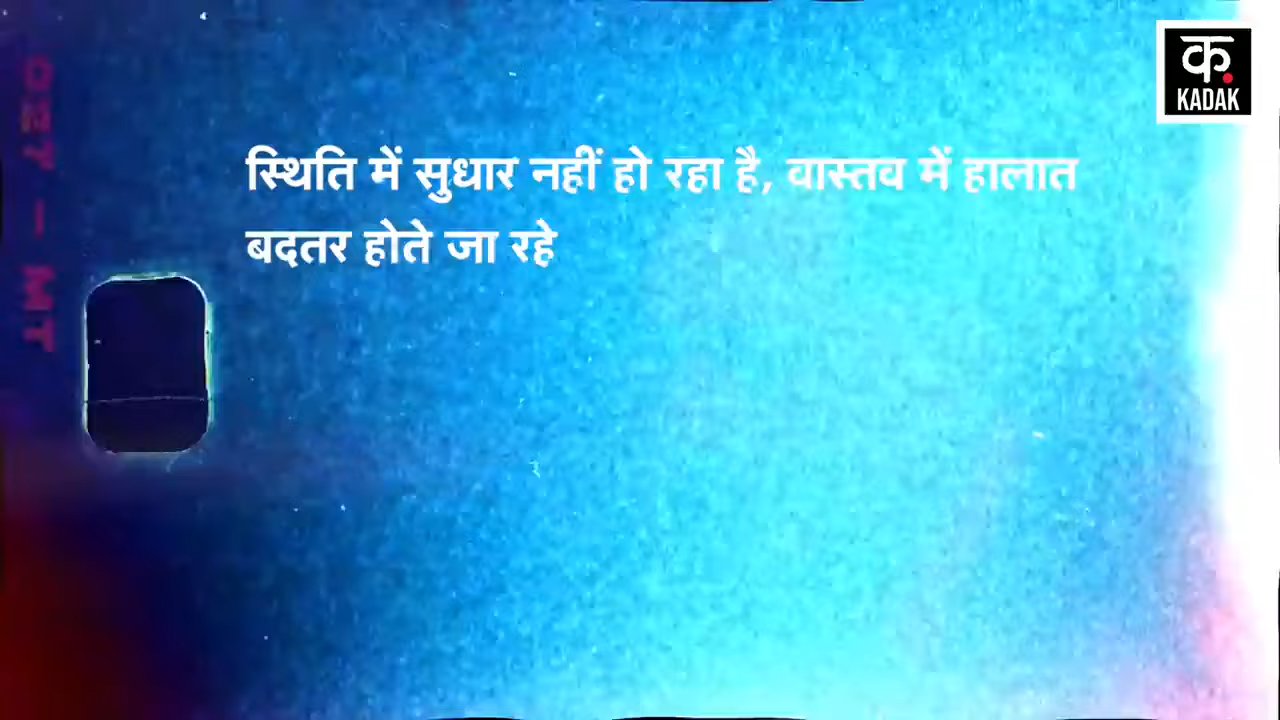 क.
KADAK
स्थिति में सुधार नहीं हो रहा है, वास्तव में हालात
बदतर होते जा रहे